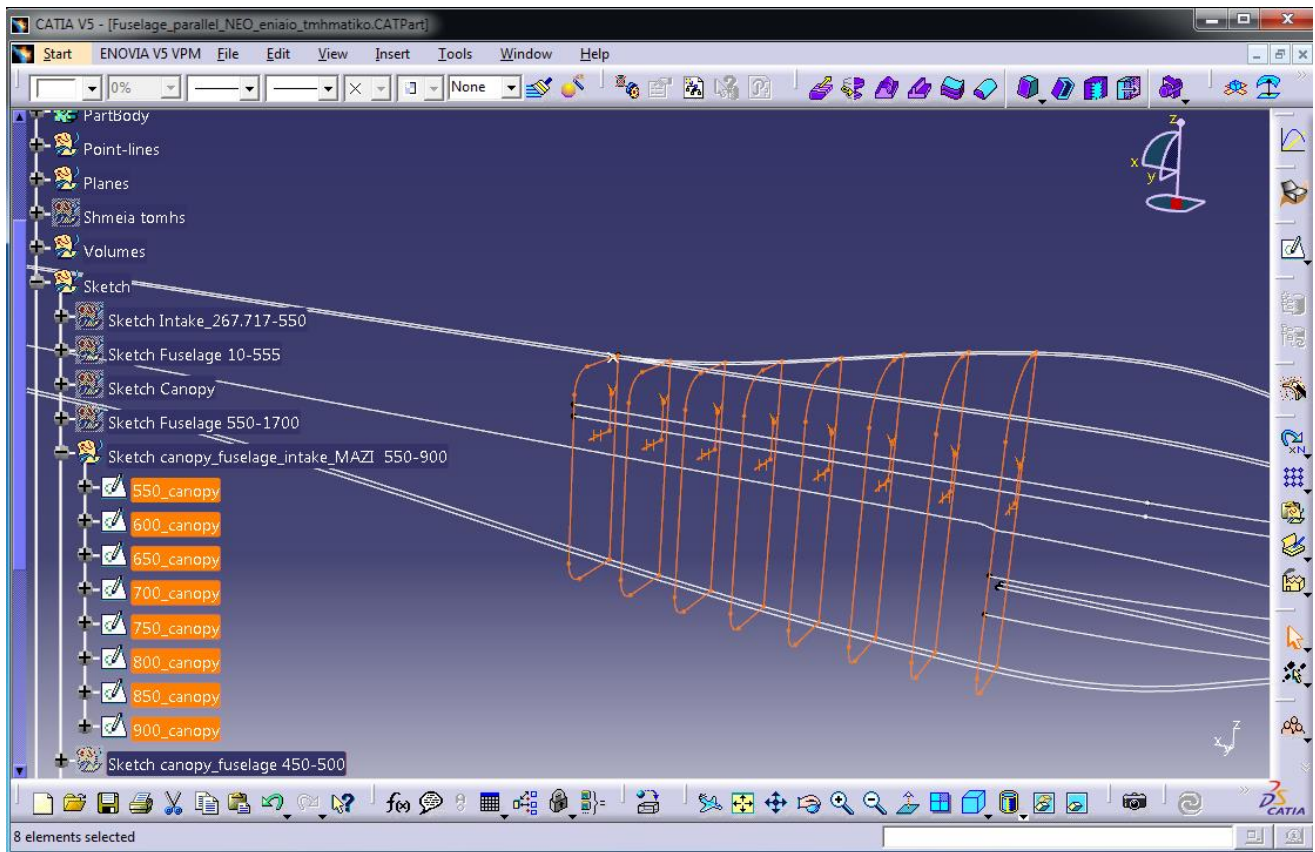 CATIA V5 - [Fuselage_parallel_NEO_eniaio_tmhmatiko.CATPart]
Start ENOVIA V5 VPM File Edit View Insert Tools Window Help
0% None
PartBody
Point-lines
Planes
Shmeia tomhs
Volumes
Sketch
Sketch Intake_267.717-550
Sketch Fuselage 10-555
Sketch Canopy
Sketch Fuselage 550-1700
Sketch canopy_fuselage_intake_MAZI 550-900
550_canopy
600_canopy
650_canopy
700_canopy
750_canopy
800_canopy
850_canopy
900_canopy
Sketch canopy_fuselage 450-500
z
x
y
V
H
V
H
V
H
V
H
V
H
V
H
V
H
V
H
xN
z
x y
f(x)
CATIA
8 elements selected